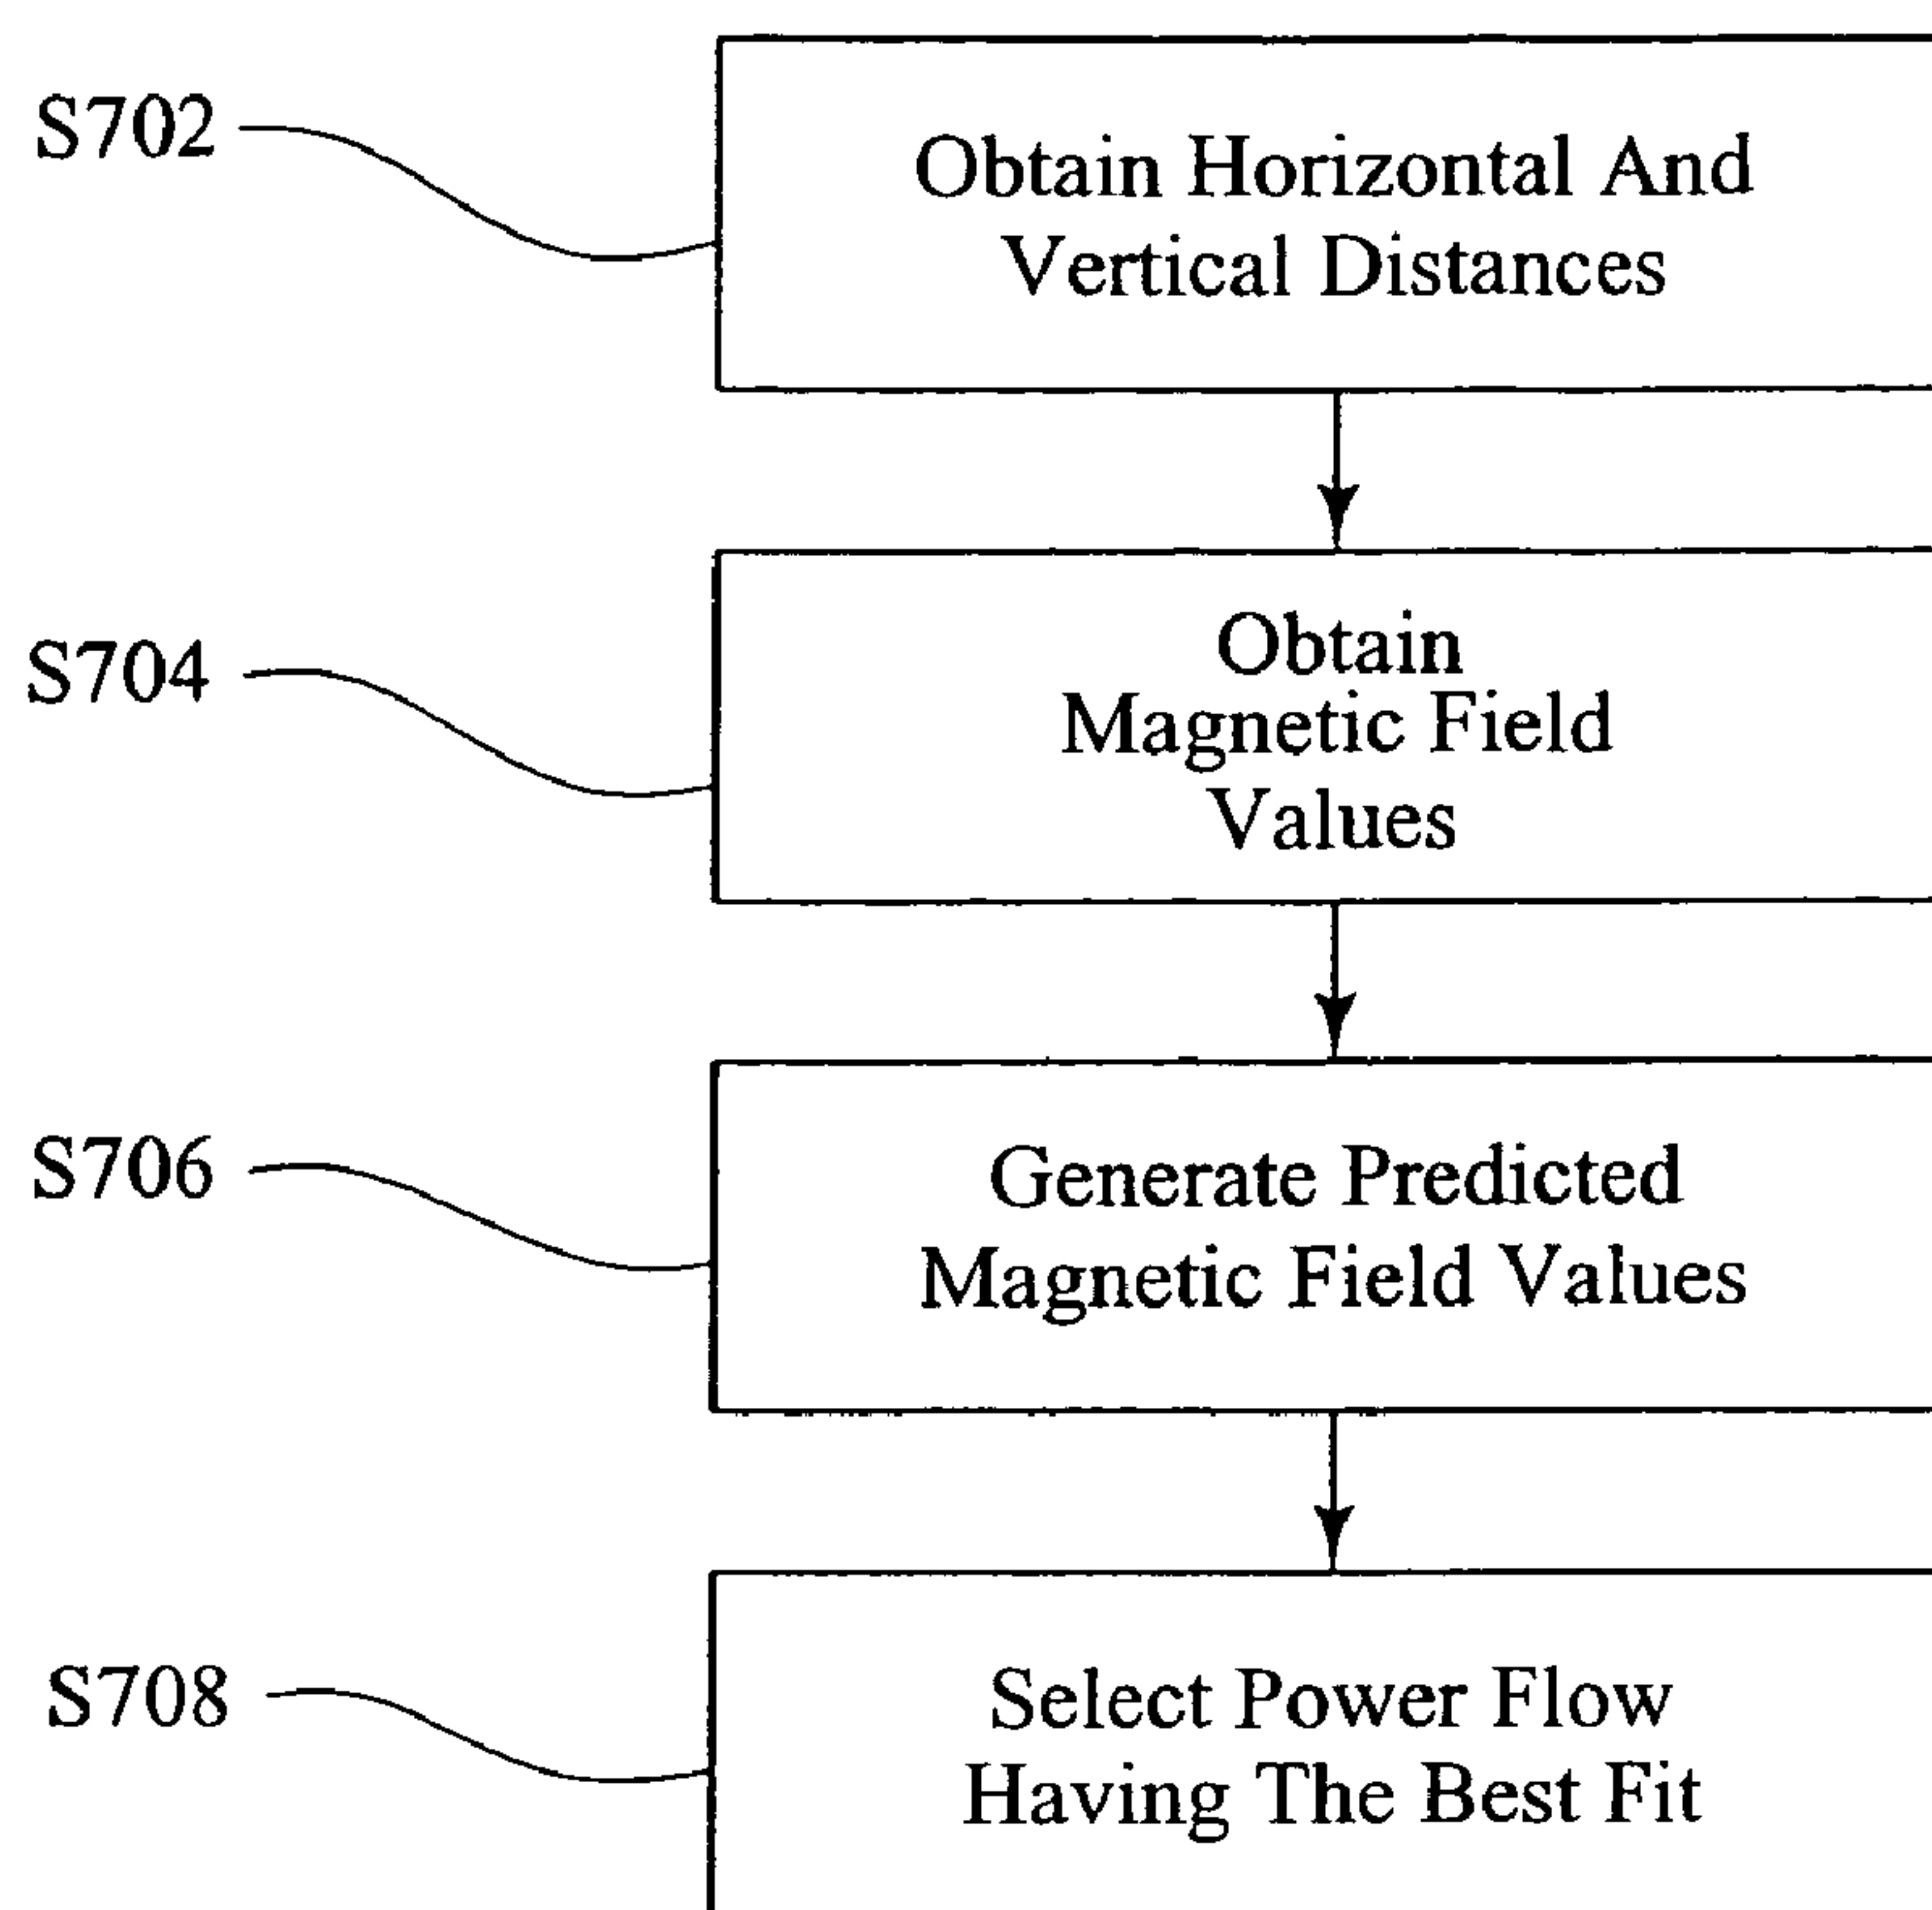 S702
Obtain Horizontal And
Vertical Distances
S704
Obtain
Magnetic Field
Values
S706
Generate Predicted
Magnetic Field Values
S708
Select Power Flow
Having The Best Fit